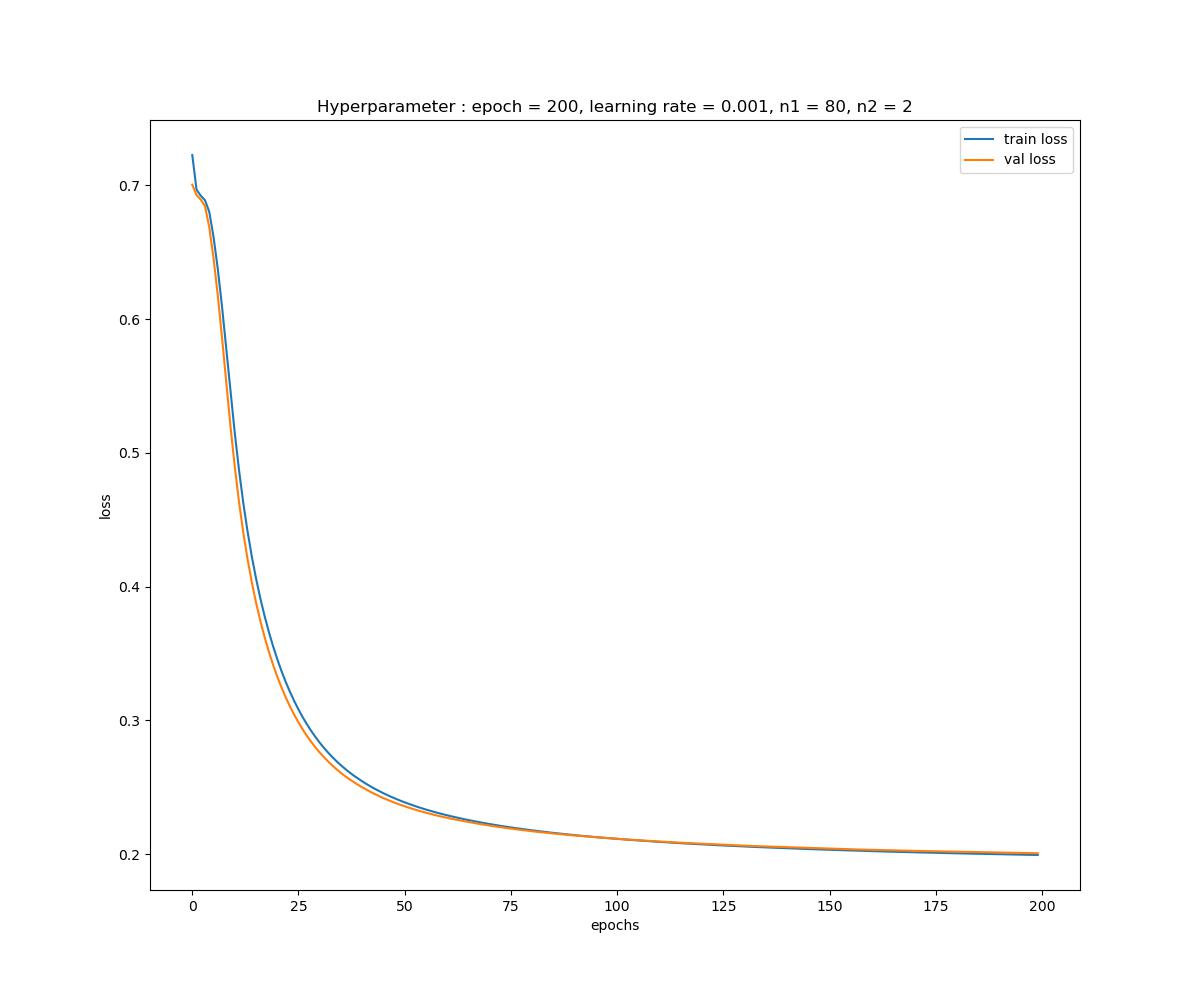 Hyperparameter : epoch = 200, learning rate = 0.001, n1 = 80, n2 = 2
train loss
val loss
0.7
0.6
0.5
0.4
0.3
0.2
loss
0 25 50 75 100 125 150 175 200
epochs